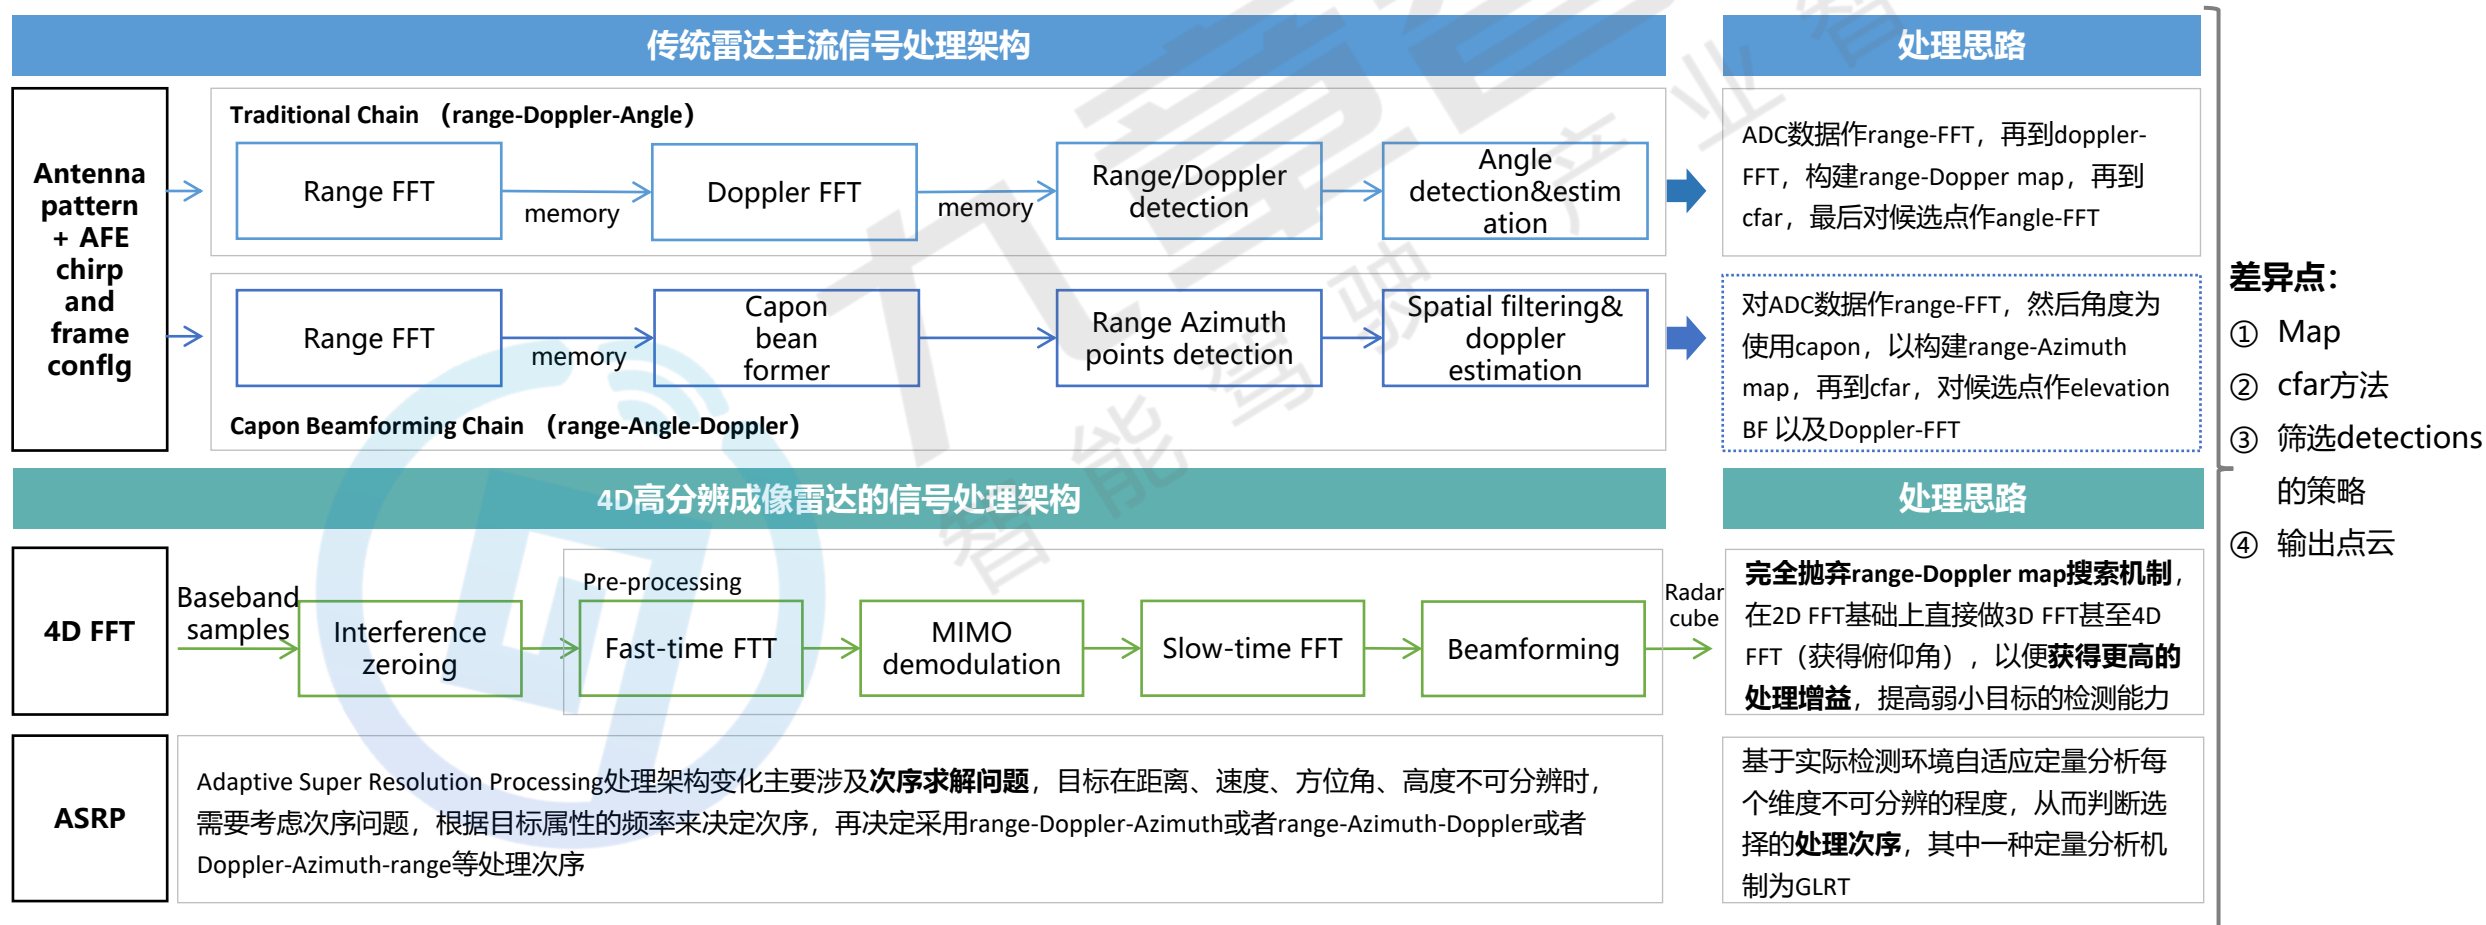 传统雷达主流信号处理架构
处理思路
Antenna
pattern
+ AFE
chirp
and
frame
conflg
Traditional Chain （range-Doppler-Angle）
Range FFT
memory
Doppler FFT
memory
Range/Doppler
detection
Angle
detection&estim
ation
ADC数据作range-FFT，再到doppler-
FFT，构建range-Dopper map，再到
cfar，最后对候选点作angle-FFT
Range FFT
memory
Capon
bean
former
Range Azimuth
points detection
Spatial filtering&
doppler
estimation
Capon Beamforming Chain （range-Angle-Doppler）
对ADC数据作range-FFT，然后角度为
使用capon，以构建range-Azimuth
map，再到cfar，对候选点作elevation
BF 以及Doppler-FFT
4D高分辨成像雷达的信号处理架构
处理思路
4D FFT
Baseband
samples
Interference
zeroing
Pre-processing
Fast-time FTT
MIMO
demodulation
Slow-time FFT
Beamforming
Radar
cube
完全抛弃range-Doppler map搜索机制，
在2D FFT基础上直接做3D FFT甚至4D
FFT（获得俯仰角），以便获得更高的
处理增益，提高弱小目标的检测能力
ASRP
Adaptive Super Resolution Processing处理架构变化主要涉及次序求解问题，目标在距离、速度、方位角、高度不可分辨时，
需要考虑次序问题，根据目标属性的频率来决定次序，再决定采用range-Doppler-Azimuth或者range-Azimuth-Doppler或者
Doppler-Azimuth-range等处理次序
基于实际检测环境自适应定量分析每
个维度不可分辨的程度，从而判断选
择的处理次序，其中一种定量分析机
制为GLRT
差异点：
① Map
② cfar方法
③ 筛选detections
的策略
④ 输出点云
九章智
智能驾驶产业智